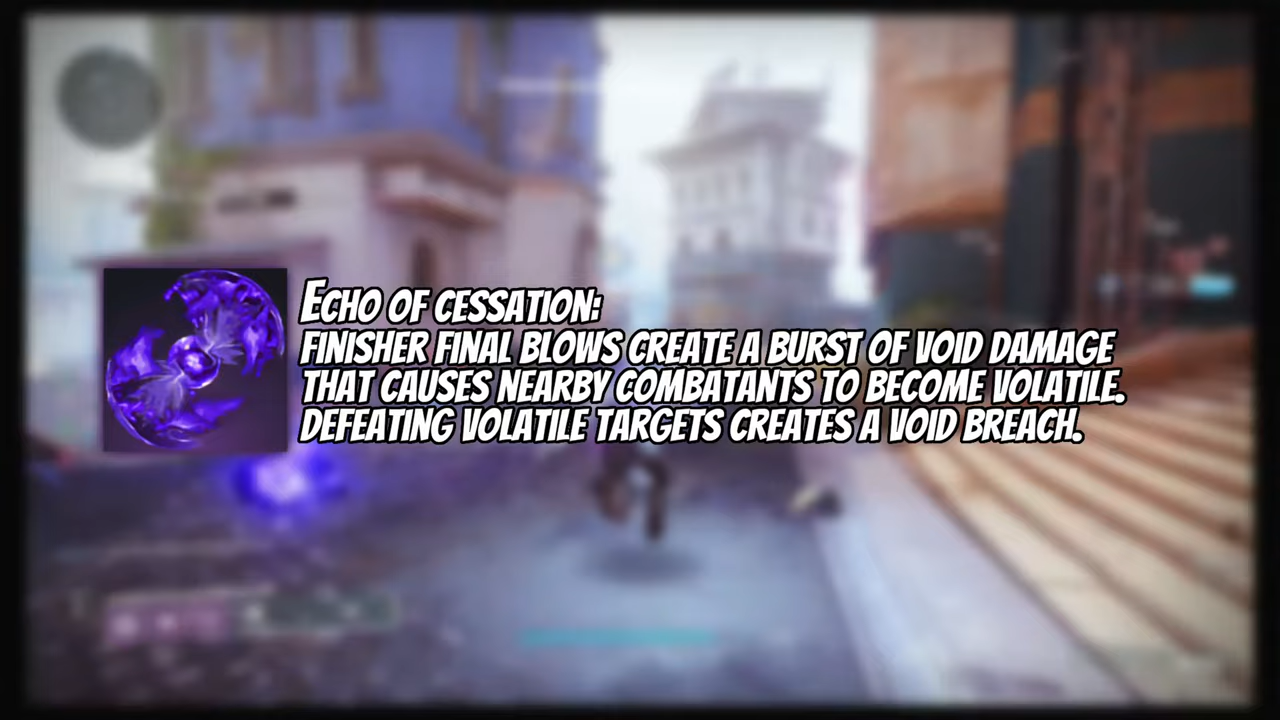 Echo of cessation:
FINISHER FINAL BLOWS CREATE A BURST OF VOID DAMAGE
THAT CAUSES NEARBY COMBATANTS TO BECOME VOLATILE.
DEFEATING VOLATILE TARGETS CREATES A VOID BREACH.